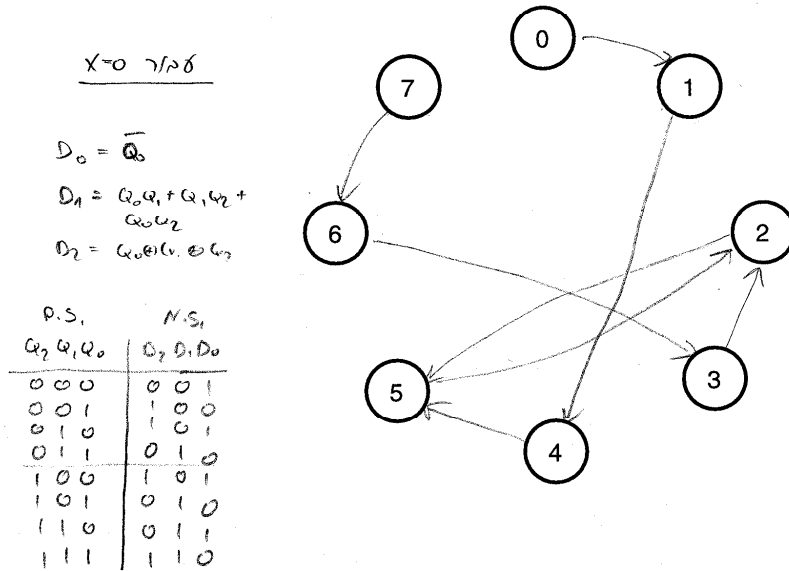 עבור X=0
D₀ = Q̅₀
D₁ = Q₀Q₁ + Q₁Q₂ +
Q₀Q₂
D₂ = Q₀⊕Q₁⊕Q₂
P.S. N.S.
Q₂ Q₁ Q₀ D₂ D₁ D₀
0 0 0 0 0 1
0 0 1 1 0 0
0 1 0 1 0 1
0 1 1 0 1 0
1 0 0 1 0 1
1 0 1 0 1 0
1 1 0 0 1 1
1 1 1 1 1 0
0
7
1
6
2
3
5
4